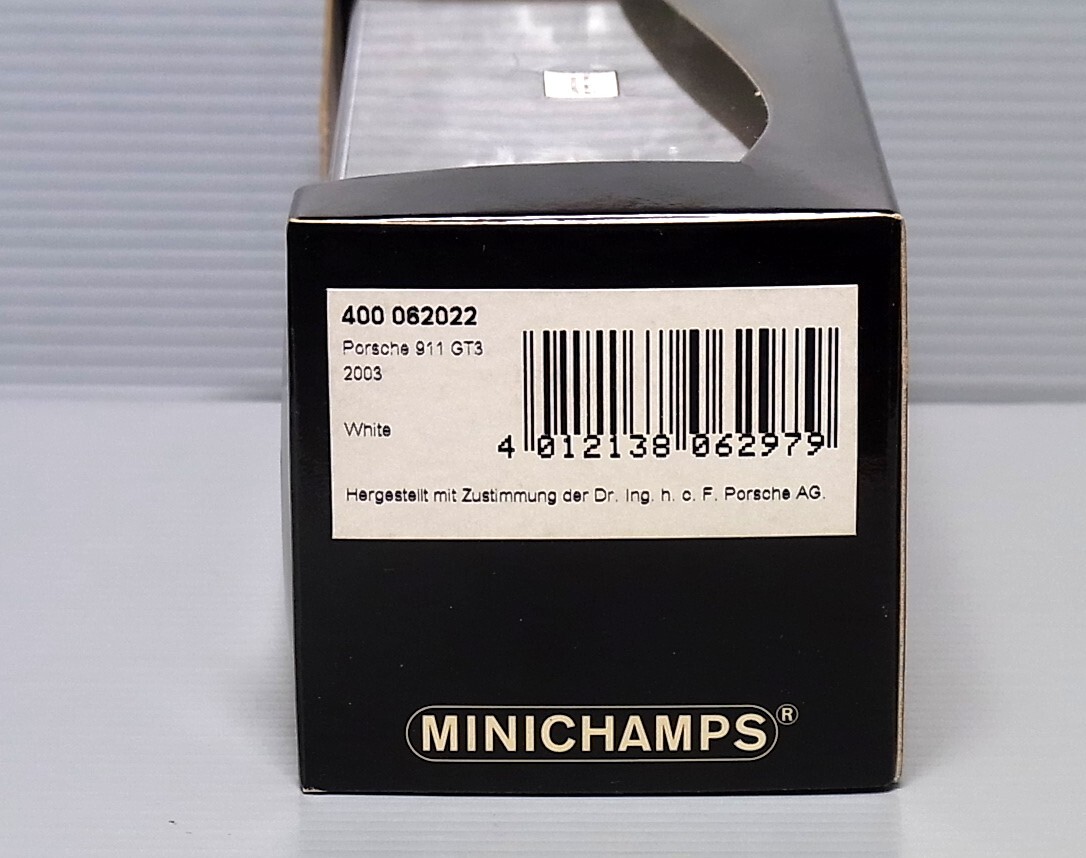 400 062022
Porsche 911 GT3
2003
White
4 012138 062979
Hergestellt mit Zustimmung der Dr. Ing. h. c. F. Porsche AG.
MINICHAMPS®